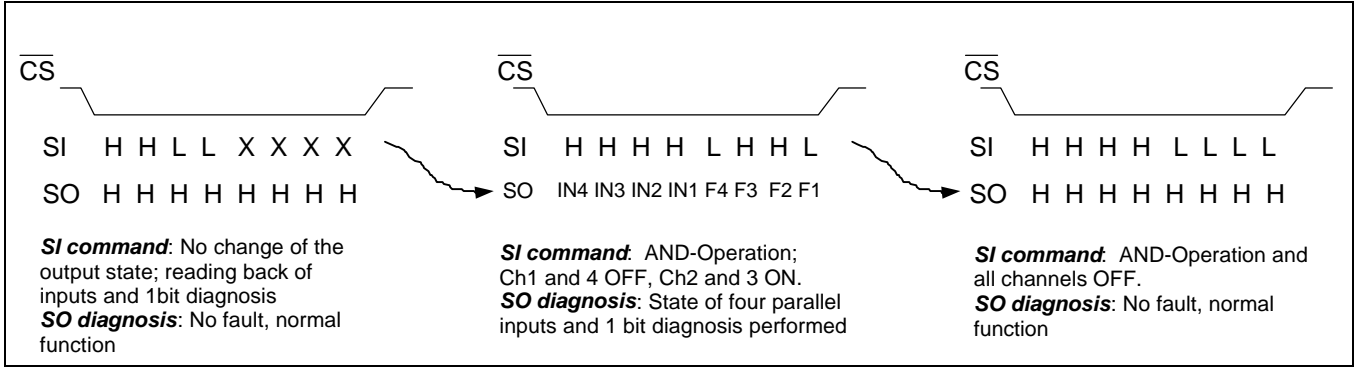 CS
SI H H L L X X X X
SO H H H H H H H H
SI command: No change of the
output state; reading back of
inputs and 1bit diagnosis
SO diagnosis: No fault, normal
function
CS
SI H H H H L H H L
SO IN4 IN3 IN2 IN1 F4 F3 F2 F1
SI command: AND-Operation;
Ch1 and 4 OFF, Ch2 and 3 ON.
SO diagnosis: State of four parallel
inputs and 1 bit diagnosis performed
CS
SI H H H H L L L L
SO H H H H H H H H
SI command: AND-Operation and
all channels OFF.
SO diagnosis: No fault, normal
function